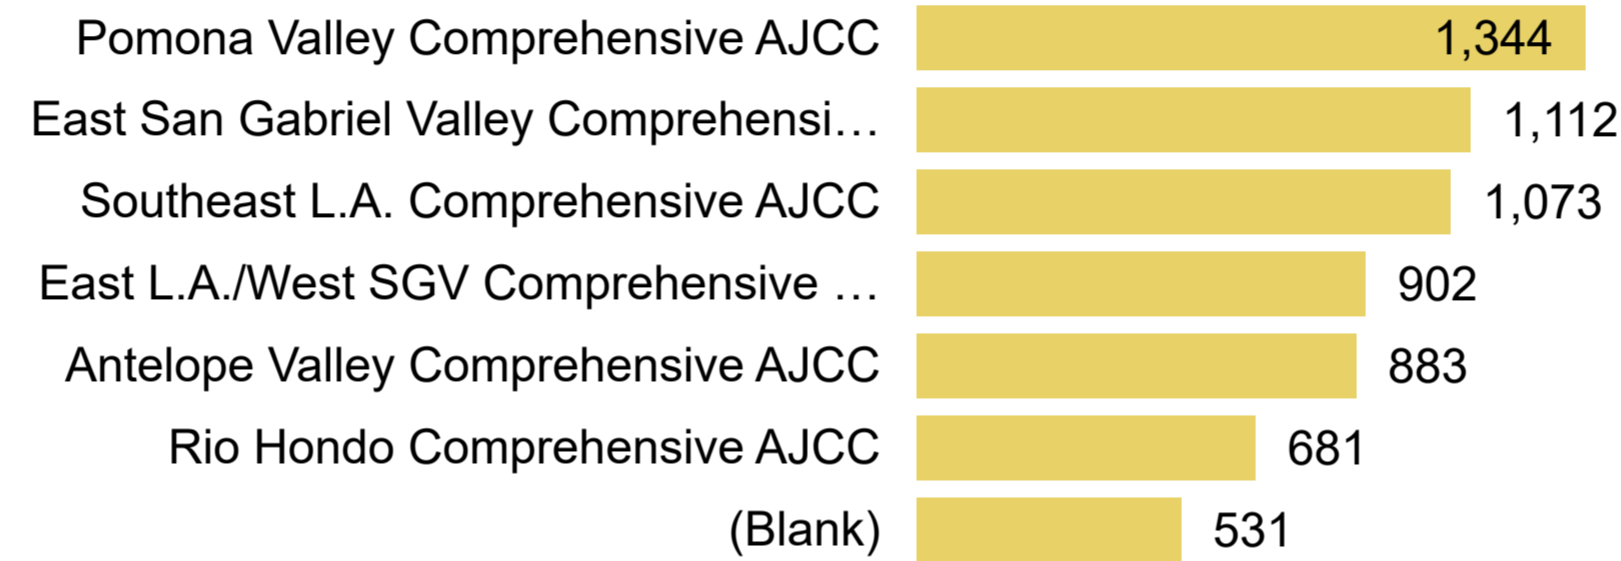 Pomona Valley Comprehensive AJCC 1,344
East San Gabriel Valley Comprehensi… 1,112
Southeast L.A. Comprehensive AJCC 1,073
East L.A./West SGV Comprehensive … 902
Antelope Valley Comprehensive AJCC 883
Rio Hondo Comprehensive AJCC 681
(Blank) 531